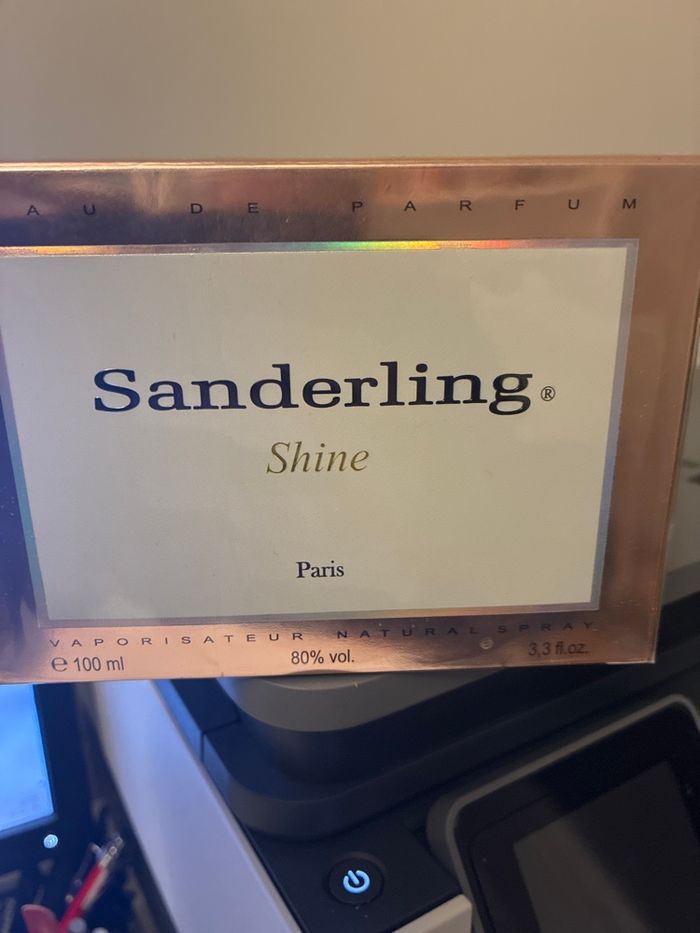 AU DE PARFUM
Sanderling®
Shine
Paris
VAPORISATEUR NATURAL SPRAY
℮ 100 ml 80% vol. 3,3 fl.oz.